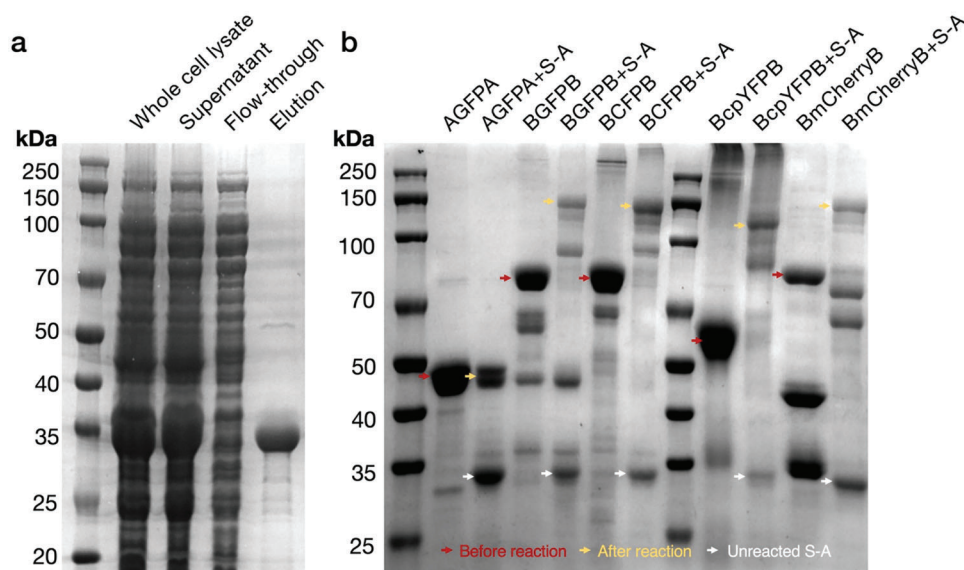 a
Whole cell lysate
Supernatant
Flow-through
Elution
kDa
250
150
100
70
50
40
35
25
20
b
AGFPA
AGFPA+S-A
BGFPB
BGFPB+S-A
BCFPB
BCFPB+S-A
BcpYFPB
BcpYFPB+S-A
BmCherryB
BmCherryB+S-A
kDa
250
150
100
70
50
40
35
25
Before reaction
After reaction
Unreacted S-A